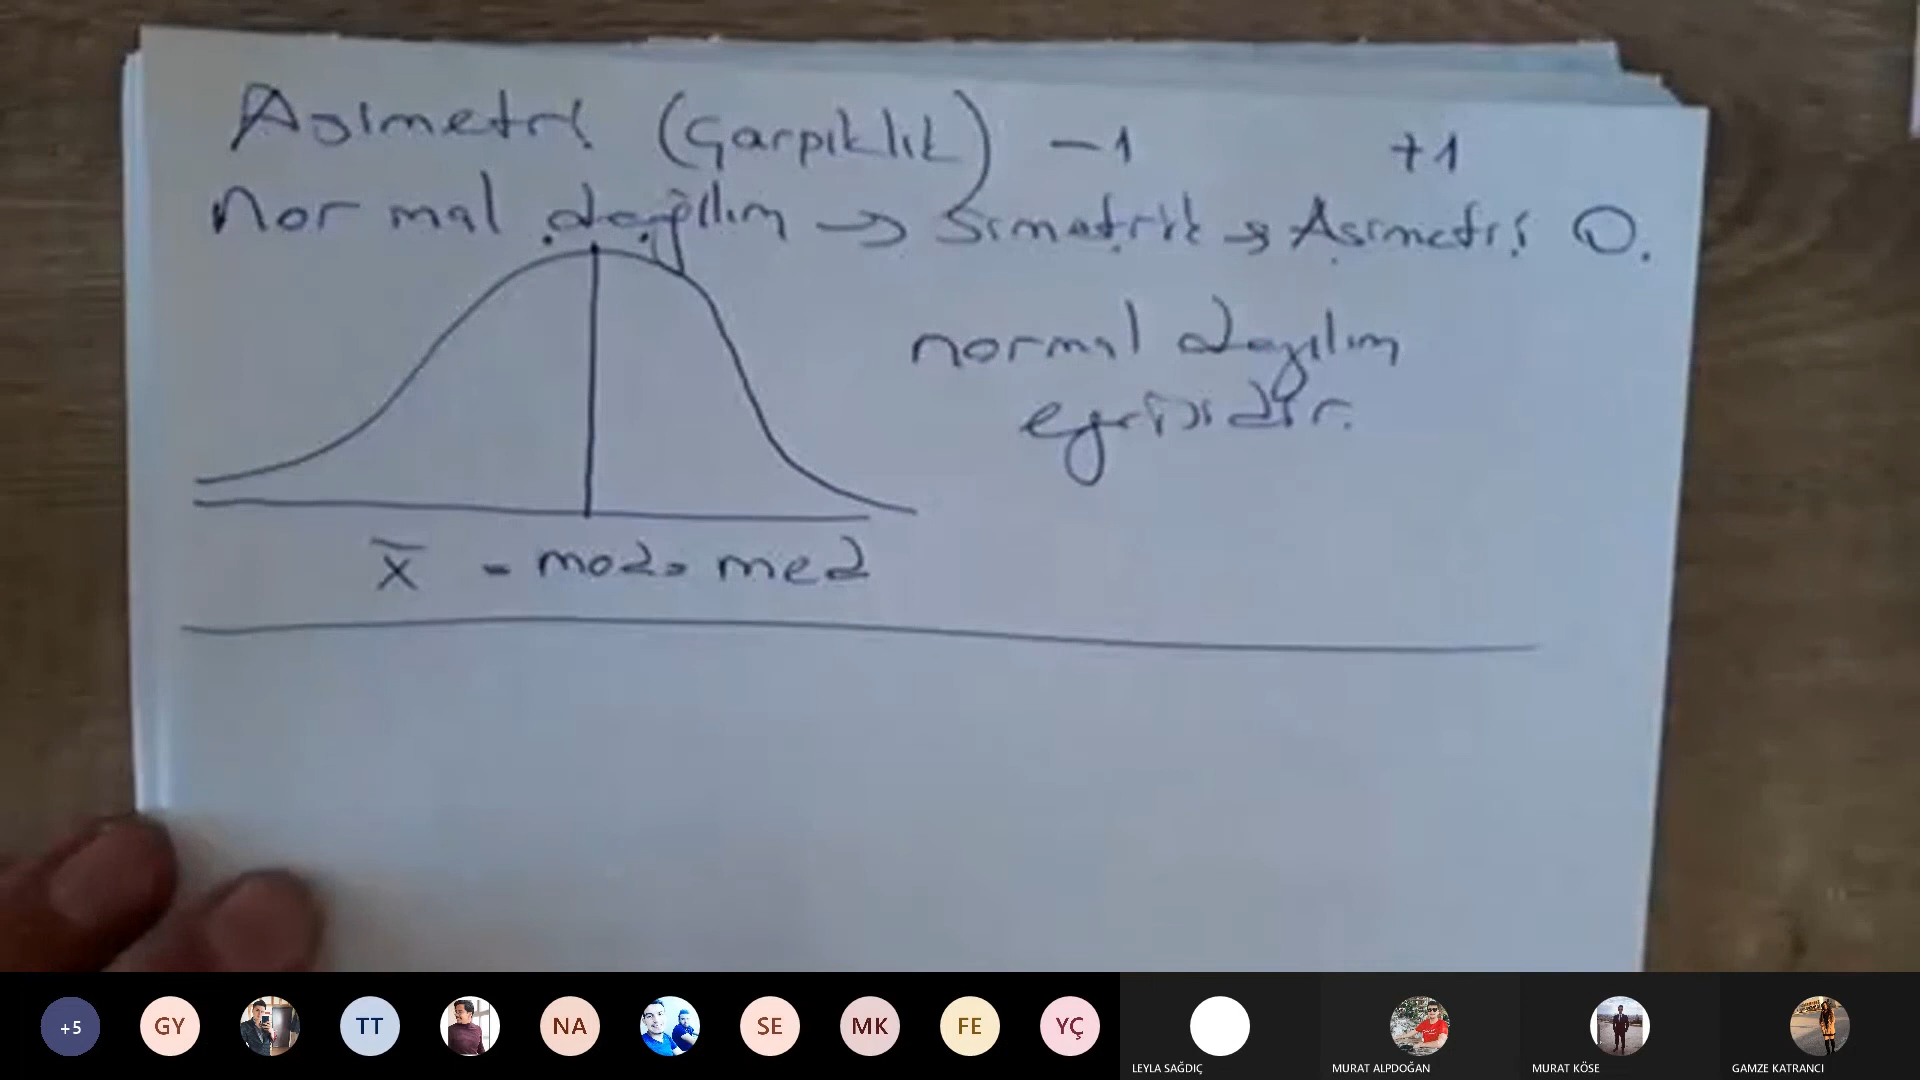 Asimetri (Çarpıklık) -1 +1
Normal dağılım → Simetrik → Asimetri 0.
normal dağılım
eğrisidir.
x̄ = mod = med
+5 GY TT NA SE MK FE YÇ
LEYLA SAĞDIÇ MURAT ALPDOĞAN MURAT KÖSE GAMZE KATRANCI